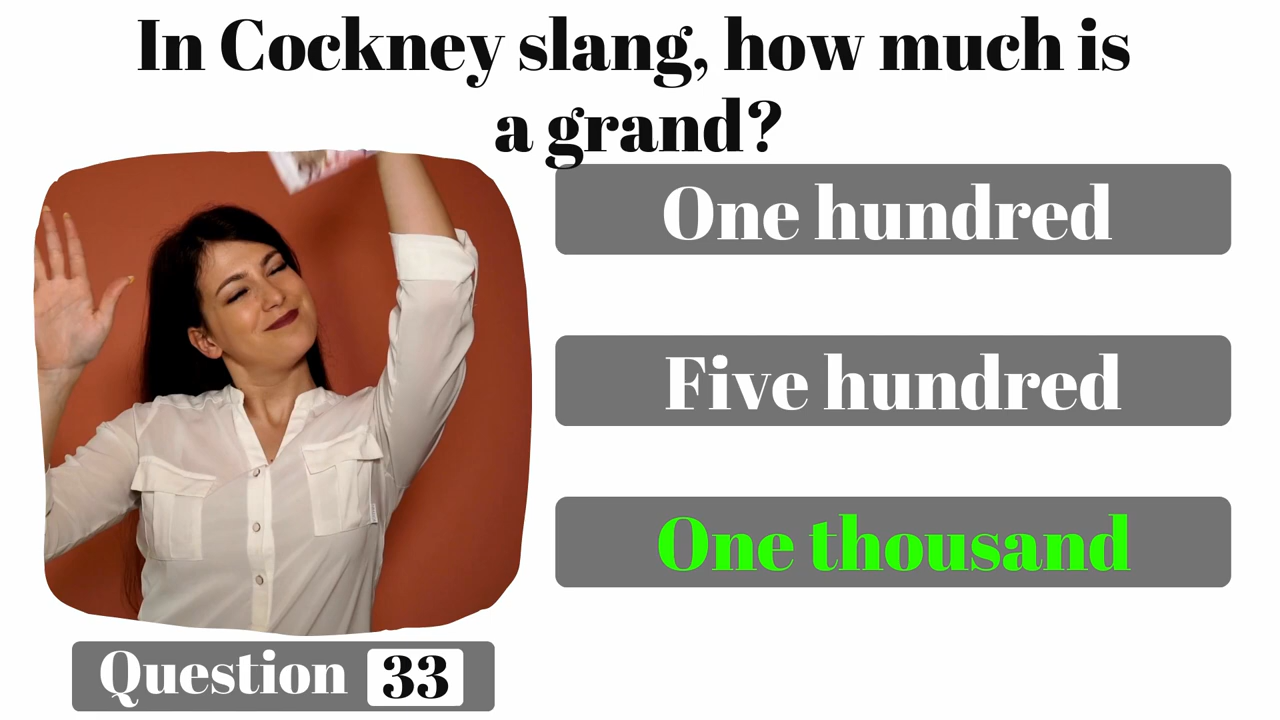 In Cockney slang, how much is
a grand?
One hundred
Five hundred
One thousand
Question 33